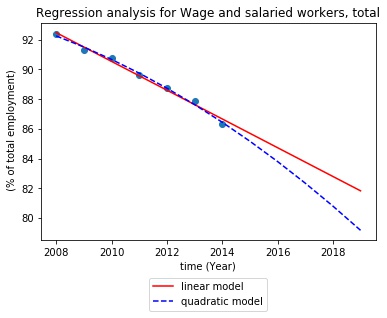 Regression analysis for Wage and salaried workers, total
(% of total employment)
92
90
88
86
84
82
80
2008
2010
2012
2014
2016
2018
time (Year)
linear model
quadratic model